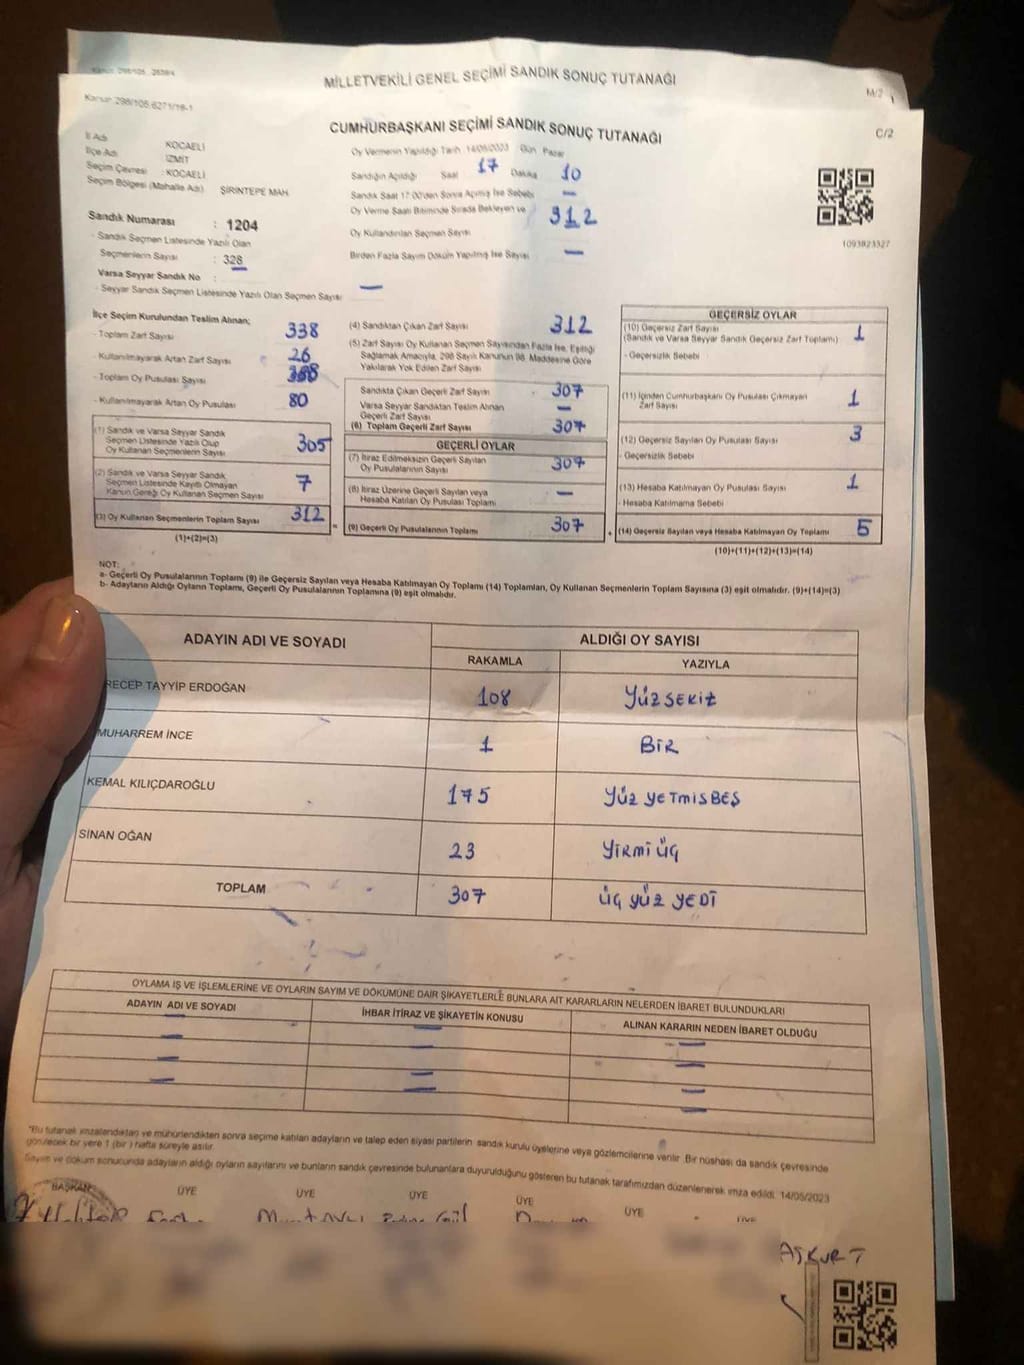 MİLLETVEKİLİ GENEL SEÇİMİ SANDIK SONUÇ TUTANAĞI
M/2
Kanun 298/105,6271/16-1
CUMHURBAŞKANI SEÇİMİ SANDIK SONUÇ TUTANAĞI
C/2
İl Adı KOCAELİ
İlçe Adı İZMİT
Seçim Çevresi : KOCAELİ
Seçim Bölgesi (Mahalle Adı) ŞİRİNTEPE MAH
Oy Vermenin Yapıldığı Tarih 14/05/2023 Gün Pazar
Sandığın Açıldığı Saat 17 Dakika 10
Sandık Saat 17:00'den Sonra Açılmış İse Sebebi —
Oy Verme Saati Bitiminde Sırada Bekleyen ve 312
Oy Kullandırılan Seçmen Sayısı
Birden Fazla Sayım Döküm Yapılmış İse Sayısı —
1093823327
Sandık Numarası : 1204
- Sandık Seçmen Listesinde Yazılı Olan
Seçmenlerin Sayısı : 328
Varsa Seyyar Sandık No :
- Seyyar Sandık Seçmen Listesinde Yazılı Olan Seçmen Sayısı —
İlçe Seçim Kurulundan Teslim Alınan;
- Toplam Zarf Sayısı 338
- Kullanılmayarak Artan Zarf Sayısı 26
- Toplam Oy Pusulası Sayısı
- Kullanılmayarak Artan Oy Pusulası 80
(1) Sandık ve Varsa Seyyar Sandık
Seçmen Listesinde Yazılı Olup
Oy Kullanan Seçmenlerin Sayısı 305
(2) Sandık ve Varsa Seyyar Sandık
Seçmen Listesinde Kayıtlı Olmayan
Kanun Gereği Oy Kullanan Seçmen Sayısı 7
(3) Oy Kullanan Seçmenlerin Toplam Sayısı 312
(1)+(2)=(3)
(4) Sandıktan Çıkan Zarf Sayısı 312
(5) Zarf Sayısı Oy Kullanan Seçmen Sayısından Fazla İse, Eşitliği
Sağlamak Amacıyla, 298 Sayılı Kanunun 98. Maddesine Göre
Yakılarak Yok Edilen Zarf Sayısı
Sandıkta Çıkan Geçerli Zarf Sayısı 307
Varsa Seyyar Sandıktan Teslim Alınan
Geçerli Zarf Sayısı —
(6) Toplam Geçerli Zarf Sayısı 307
GEÇERLİ OYLAR
(7) İtiraz Edilmeksizin Geçerli Sayılan
Oy Pusulalarının Sayısı 307
(8) İtiraz Üzerine Geçerli Sayılan veya
Hesaba Katılan Oy Pusulası Toplamı —
(9) Geçerli Oy Pusulalarının Toplamı 307
GEÇERSİZ OYLAR
(10) Geçersiz Zarf Sayısı
(Sandık ve Varsa Seyyar Sandık Geçersiz Zarf Toplamı) 1
- Geçersizlik Sebebi
(11) İçinden Cumhurbaşkanı Oy Pusulası Çıkmayan
Zarf Sayısı 1
(12) Geçersiz Sayılan Oy Pusulası Sayısı 3
- Geçersizlik Sebebi
(13) Hesaba Katılmayan Oy Pusulası Sayısı 1
- Hesaba Katılmama Sebebi
(14) Geçersiz Sayılan veya Hesaba Katılmayan Oy Toplamı 5
(10)+(11)+(12)+(13)=(14)
NOT:
a- Geçerli Oy Pusulalarının Toplamı (9) ile Geçersiz Sayılan veya Hesaba Katılmayan Oy Toplamı (14) Toplamları, Oy Kullanan Seçmenlerin Toplam Sayısına (3) eşit olmalıdır. (9)+(14)=(3)
b- Adayların Aldığı Oyların Toplamı, Geçerli Oy Pusulalarının Toplamına (9) eşit olmalıdır.
ADAYIN ADI VE SOYADI
ALDIĞI OY SAYISI
RAKAMLA YAZIYLA
RECEP TAYYİP ERDOĞAN 108 YÜZ SEKİZ
MUHARREM İNCE 1 BİR
KEMAL KILIÇDAROĞLU 175 YÜZ YETMİSBEŞ
SİNAN OĞAN 23 YİRMİ ÜÇ
TOPLAM 307 ÜÇ YÜZ YEDİ
OYLAMA İŞ VE İŞLEMLERİNE VE OYLARIN SAYIM VE DÖKÜMÜNE DAİR ŞİKAYETLERLE BUNLARA AİT KARARLARIN NELERDEN İBARET BULUNDUKLARI
ADAYIN ADI VE SOYADI
İHBAR İTİRAZ VE ŞİKAYETİN KONUSU
ALINAN KARARIN NEDEN İBARET OLDUĞU
"Bu tutanak imzalandıktan ve mühürlendikten sonra seçime katılan adayların ve talep eden siyasi partilerin sandık kurulu üyelerine veya gözlemcilerine verilir. Bir nüshası da sandık çevresinde
görülecek bir yere 1 (bir ) hafta süreyle asılır.
Sayım ve döküm sonucunda adayların aldığı oyların sayılarını ve bunların sandık çevresinde bulunanlara duyurulduğunu gösteren bu tutanak tarafımızdan düzenlenerek imza edildi. 14/05/2023
BAŞKAN ÜYE ÜYE ÜYE ÜYE ÜYE ÜYE
AŞKURT